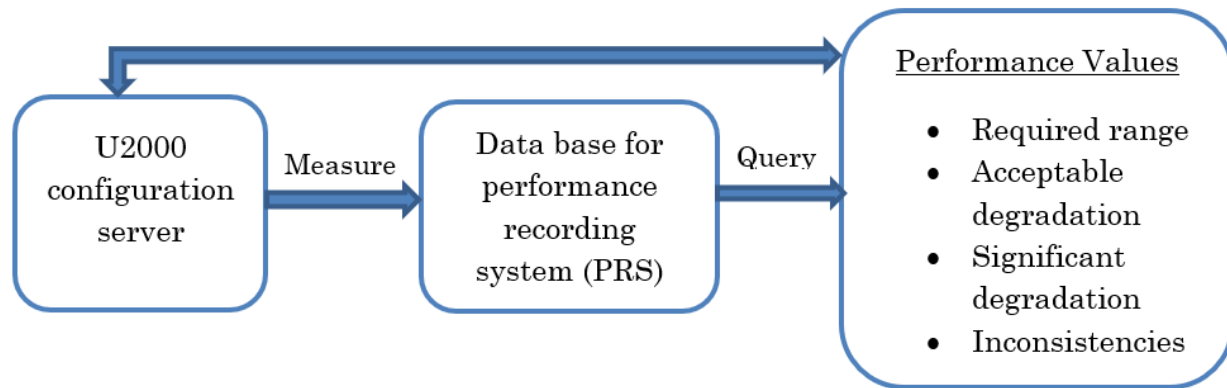 U2000
configuration
server
Measure
Data base for
performance
recording
system (PRS)
Query
Performance Values
• Required range
• Acceptable
degradation
• Significant
degradation
• Inconsistencies